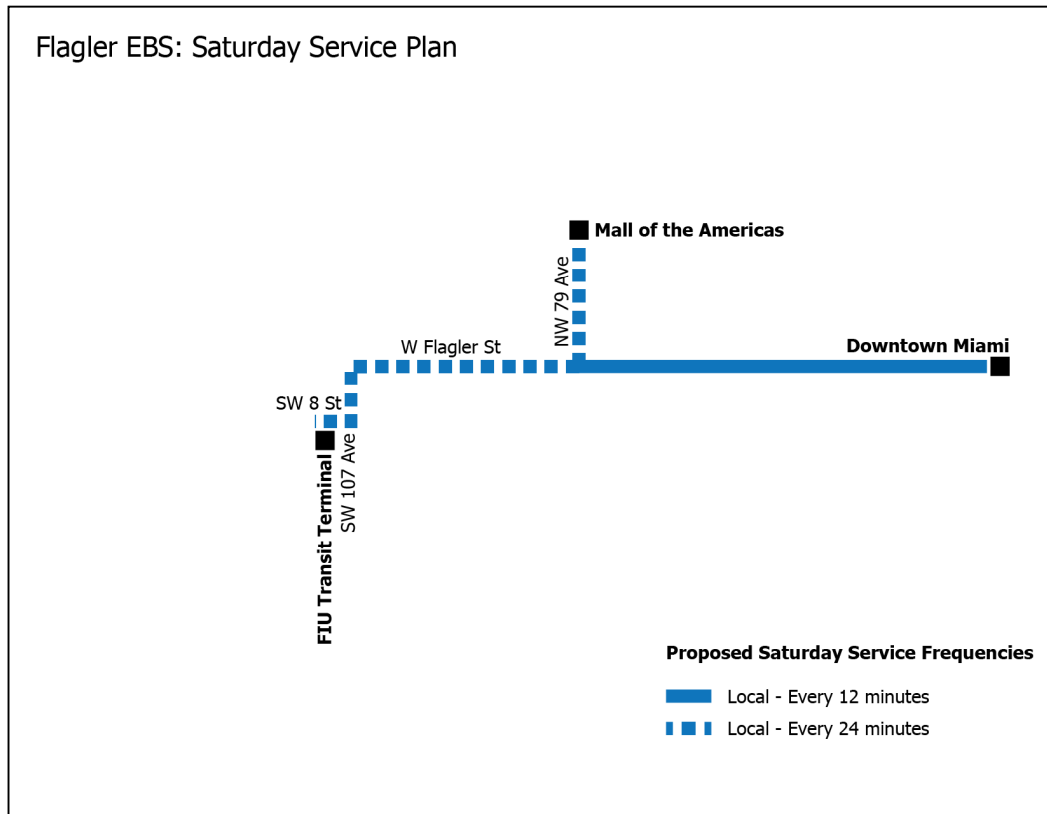 Flagler EBS: Saturday Service Plan
Mall of the Americas
NW 79 Ave
W Flagler St
Downtown Miami
SW 8 St
SW 107 Ave
FIU Transit Terminal
Proposed Saturday Service Frequencies
Local - Every 12 minutes
Local - Every 24 minutes